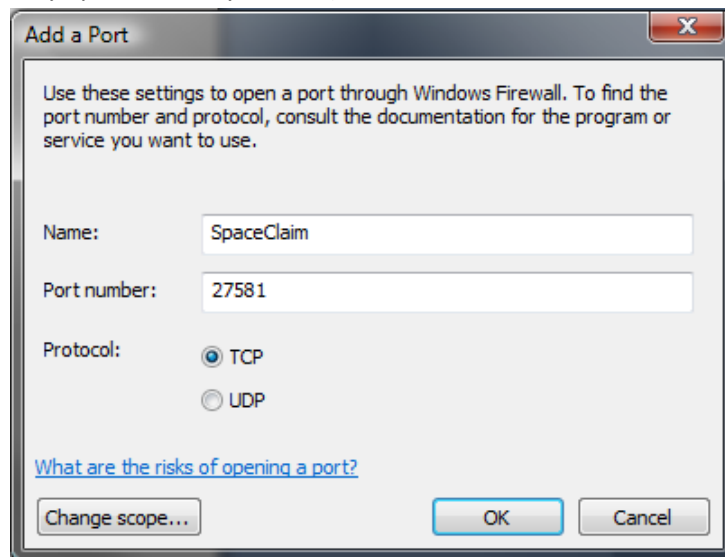 Add a Port
Use these settings to open a port through Windows Firewall. To find the
port number and protocol, consult the documentation for the program or
service you want to use.
Name: SpaceClaim
Port number: 27581
Protocol: TCP
UDP
What are the risks of opening a port?
Change scope... OK Cancel